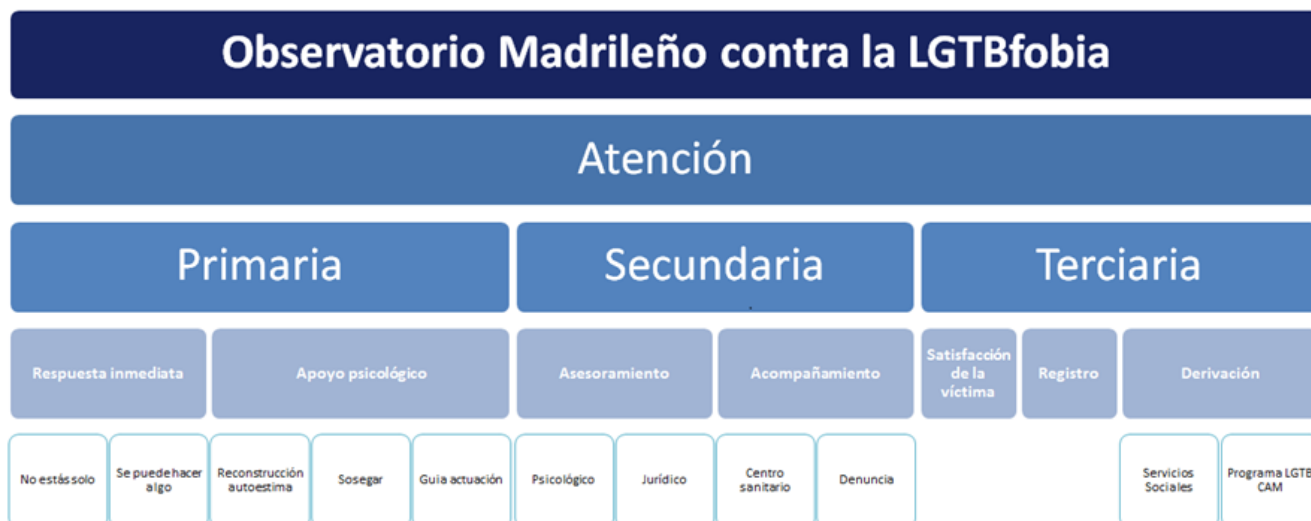 Observatorio Madrileño contra la LGTBfobia
Atención
Primaria
Secundaria
Terciaria
Respuesta inmediata
Apoyo psicológico
Asesoramiento
Acompañamiento
Satisfacción
de la
víctima
Registro
Derivación
No estás solo
Se puede hacer
algo
Reconstrucción
autoestima
Sosegar
Guia actuación
Psicológico
Jurídico
Centro
sanitario
Denuncia
Servicios
Sociales
Programa LGTB
CAM